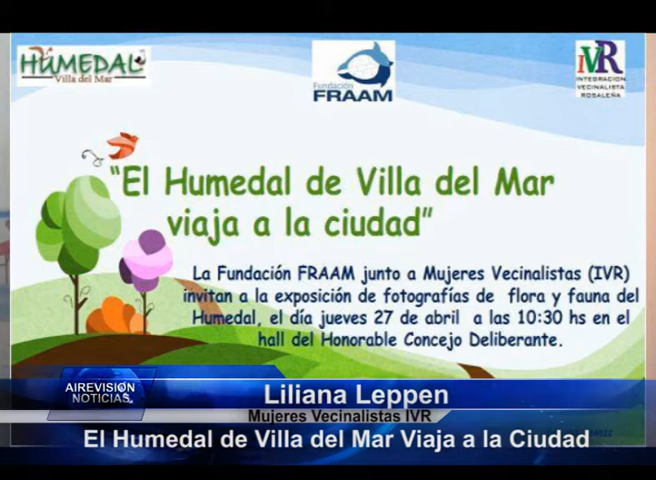 HUMEDAL
Villa del Mar
Fundación
FRAAM
IVR
INTEGRACION
VECINALISTA
ROSALEÑA
"El Humedal de Villa del Mar
viaja a la ciudad"
La Fundación FRAAM junto a Mujeres Vecinalistas (IVR)
invitan a la exposición de fotografías de flora y fauna del
Humedal, el día jueves 27 de abril a las 10:30 hs en el
hall del Honorable Concejo Deliberante.
AIREVISIÓN
NOTICIAS
Liliana Leppen
Mujeres Vecinalistas IVR
El Humedal de Villa del Mar Viaja a la Ciudad